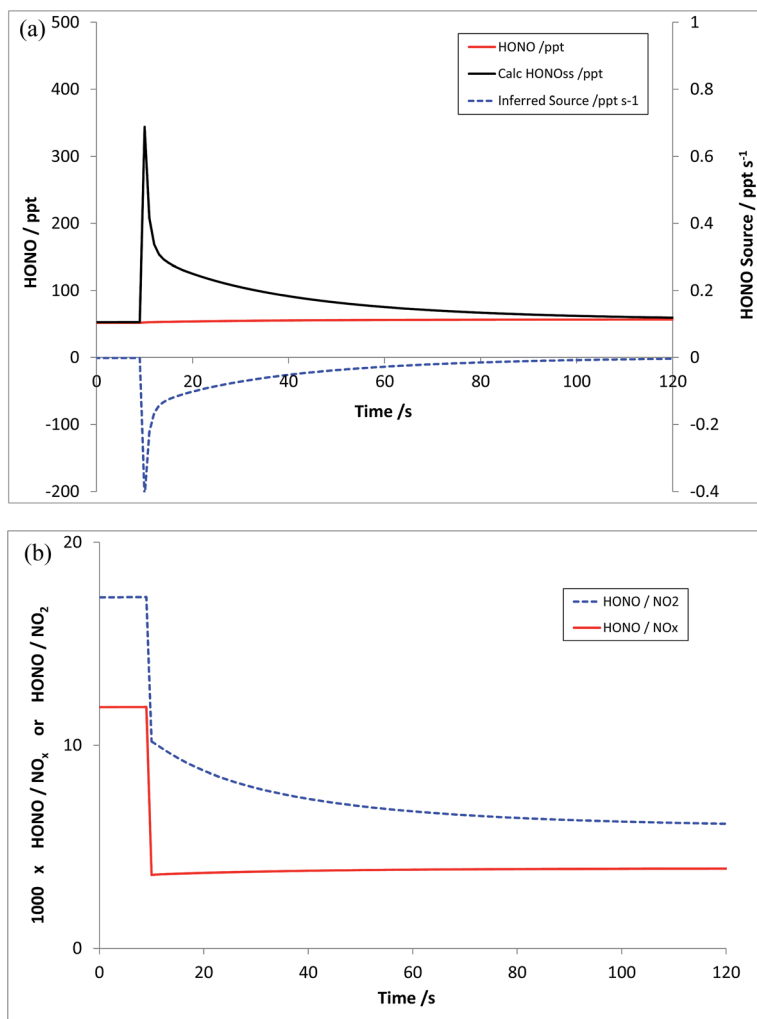 (a)
HONO /ppt
Calc HONOss /ppt
Inferred Source /ppt s-1
500
400
300
200
100
0
-100
-200
HONO / ppt
1
0.8
0.6
0.4
0.2
0
-0.2
-0.4
HONO Source / ppt s⁻¹
0 20 40 60 80 100 120
Time /s
(b)
HONO / NO2
HONO / NOx
20
10
0
1000 x HONO/NOₓ or HONO / NO₂
0 20 40 60 80 100 120
Time /s